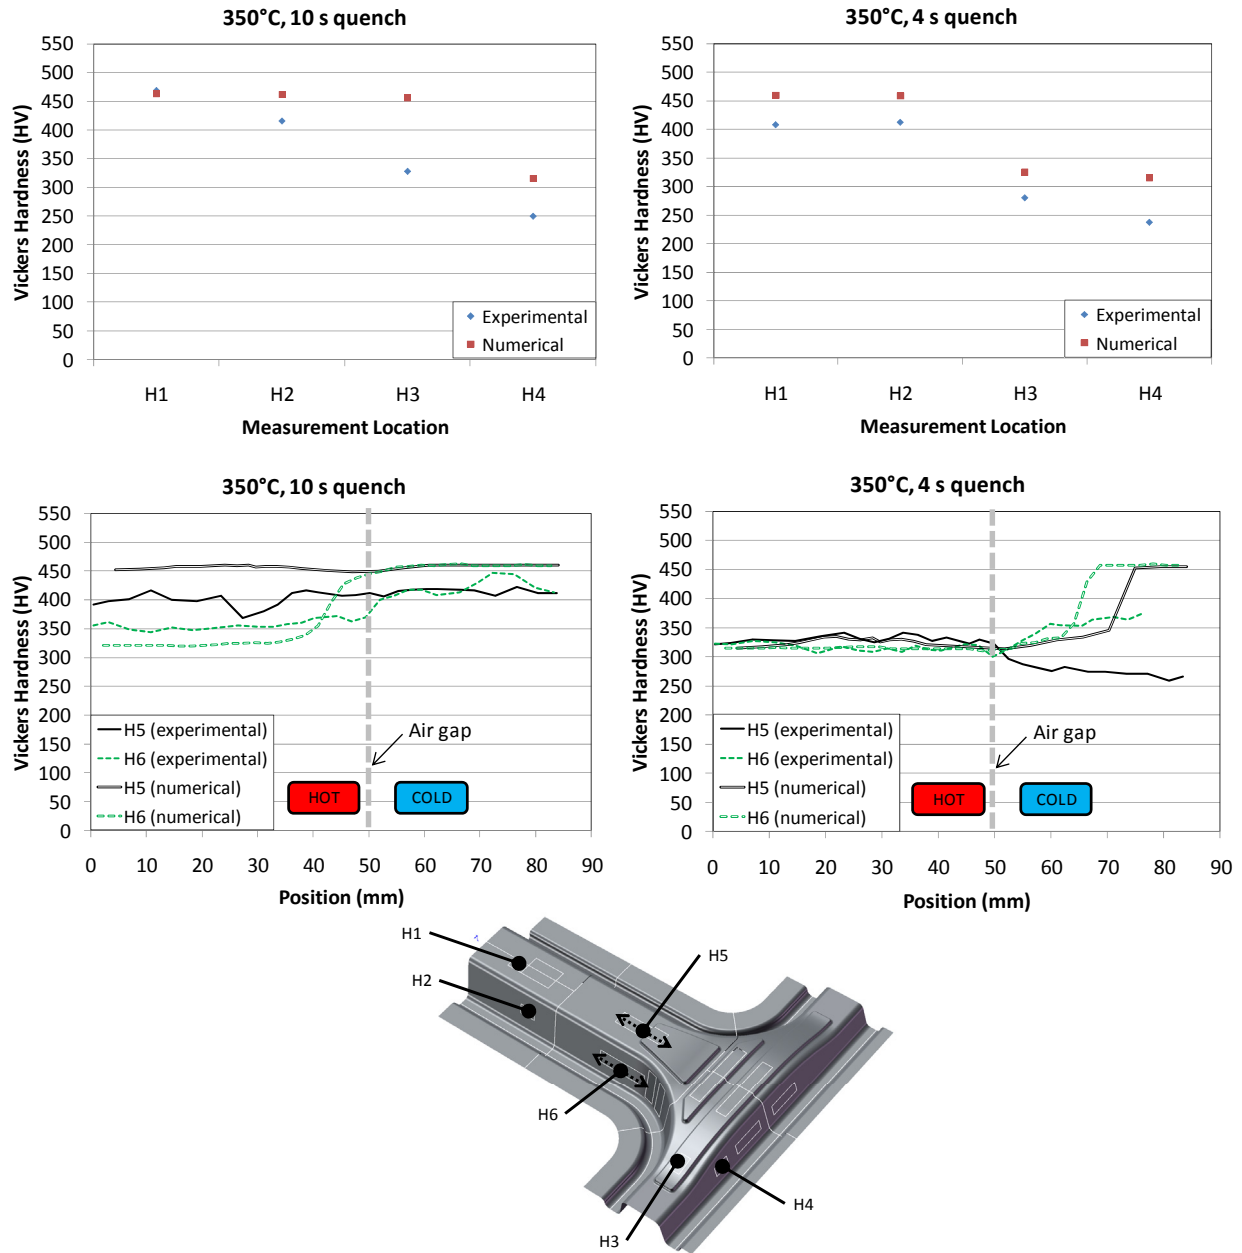 350°C, 10 s quench
550
500
450
400
350
300
250
200
150
100
50
0
Vickers Hardness (HV)
Experimental
Numerical
H1 H2 H3 H4
Measurement Location
350°C, 4 s quench
550
500
450
400
350
300
250
200
150
100
50
0
Vickers Hardness (HV)
Experimental
Numerical
H1 H2 H3 H4
Measurement Location
350°C, 10 s quench
550
500
450
400
350
300
250
200
150
100
50
0
Vickers Hardness (HV)
H5 (experimental)
H6 (experimental)
H5 (numerical)
H6 (numerical)
Air gap
HOT COLD
0 10 20 30 40 50 60 70 80 90
Position (mm)
350°C, 4 s quench
550
500
450
400
350
300
250
200
150
100
50
0
Vickers Hardness (HV)
H5 (experimental)
H6 (experimental)
H5 (numerical)
H6 (numerical)
Air gap
HOT COLD
0 10 20 30 40 50 60 70 80 90
Position (mm)
H1
H2
H5
H6
H3
H4